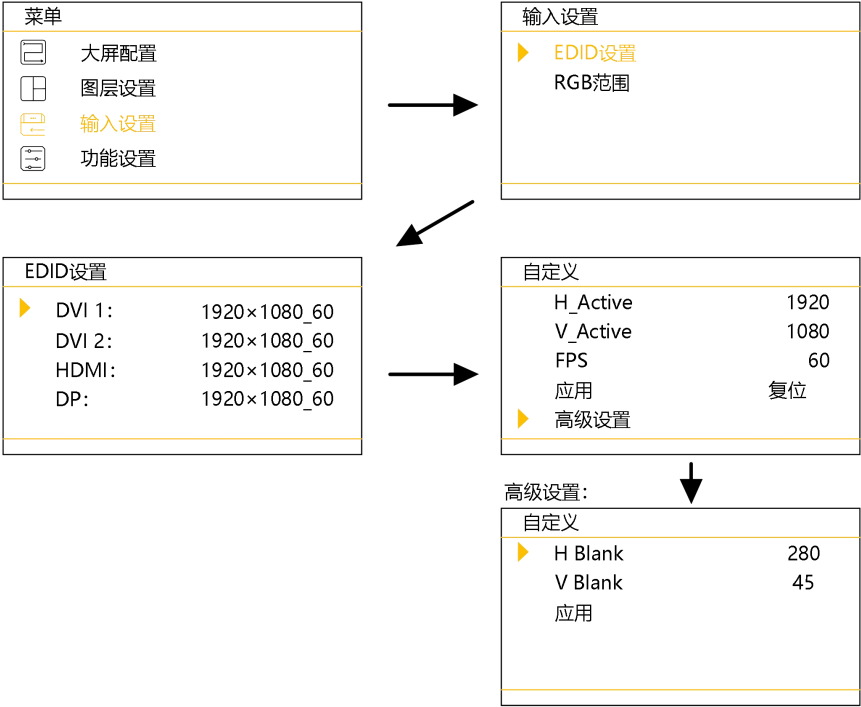 菜单
大屏配置
图层设置
输入设置
功能设置
输入设置
EDID设置
RGB范围
EDID设置
DVI 1： 1920×1080_60
DVI 2： 1920×1080_60
HDMI： 1920×1080_60
DP： 1920×1080_60
自定义
H_Active 1920
V_Active 1080
FPS 60
应用 复位
高级设置
高级设置：
自定义
H Blank 280
V Blank 45
应用